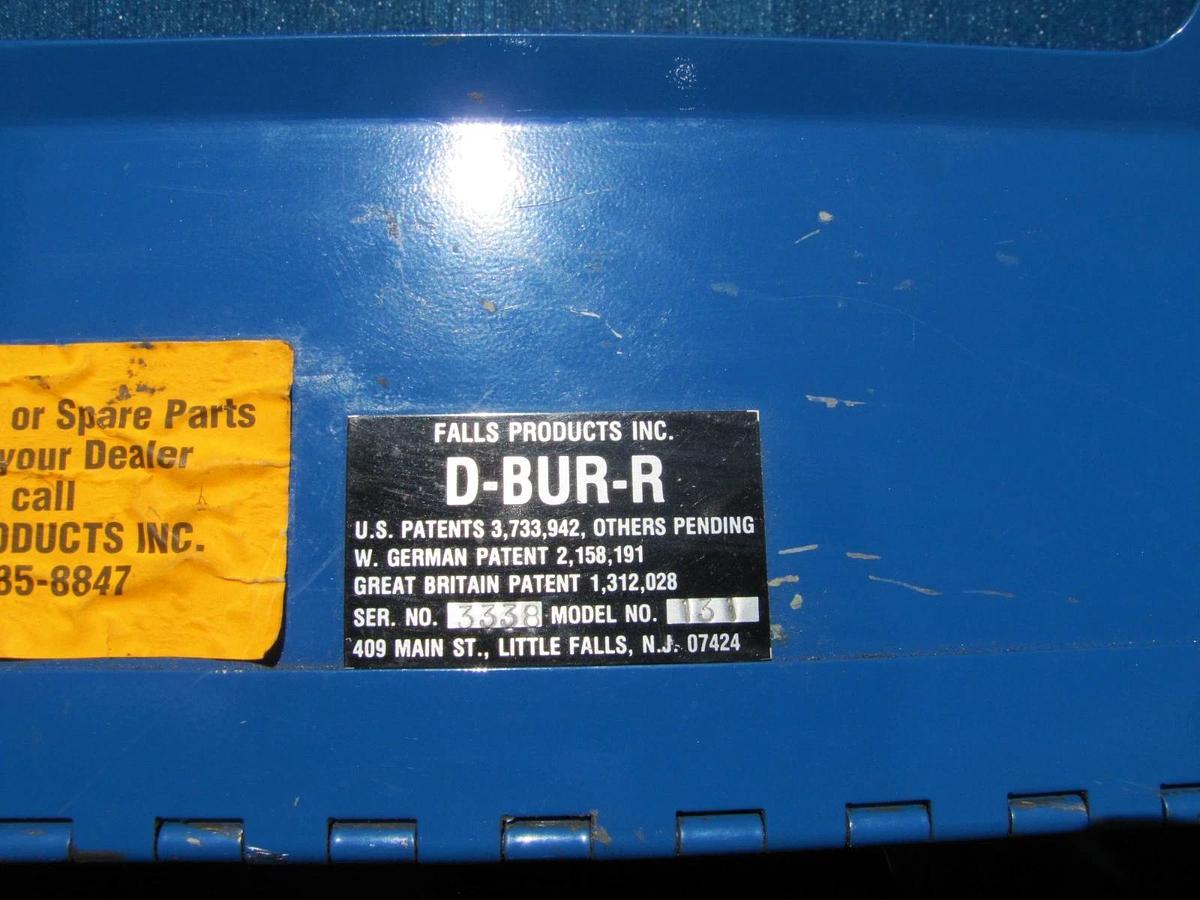 or Spare Parts
your Dealer
call
ODUCTS INC.
35-8847
FALLS PRODUCTS INC.
D-BUR-R
U.S. PATENTS 3,733,942, OTHERS PENDING
W. GERMAN PATENT 2,158,191
GREAT BRITAIN PATENT 1,312,028
SER. NO. 3338 MODEL NO. 131
409 MAIN ST., LITTLE FALLS, N.J. 07424